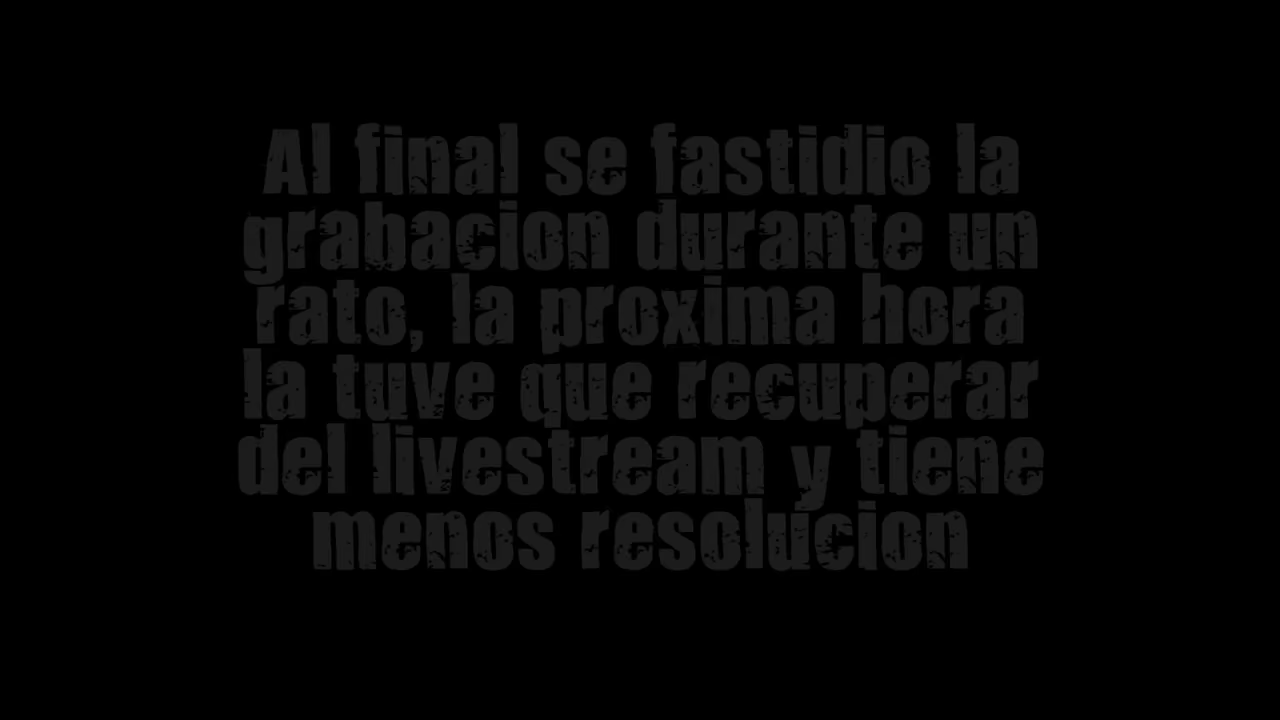 Al final se fastidio la
grabacion durante un
rato, la proxima hora
la tuve que recuperar
del livestream y tiene
menos resolucion